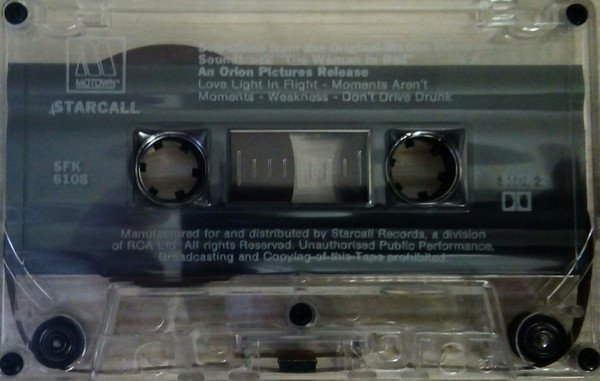 Soundtrack "The Woman in Red"
An Orion Pictures Release
Love Light In Flight - Moments Aren't
Moments - Weakness - Don't Drive Drunk
MOTOWN
STARCALL
SFK
6108
Manufactured for and distributed by Starcall Records, a division
of RCA Ltd. All rights Reserved. Unauthorised Public Performance,
Broadcasting and Copying of this Tape prohibited